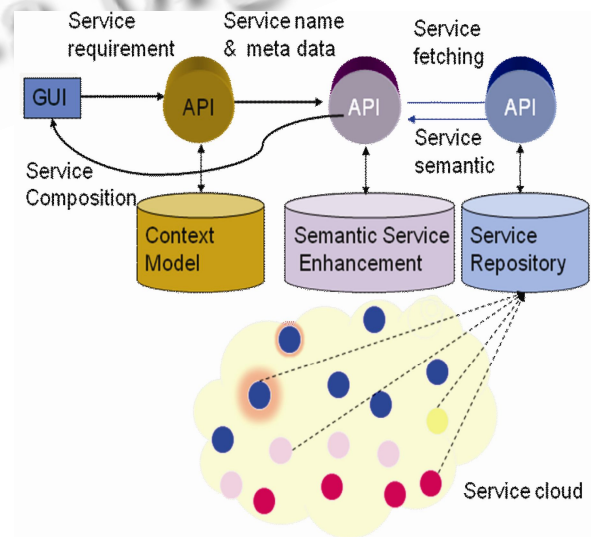 Service
requirement
Service name
& meta data
Service
fetching
GUI
API
API
API
Service
semantic
Service
Composition
Context
Model
Semantic Service
Enhancement
Service
Repository
Service cloud